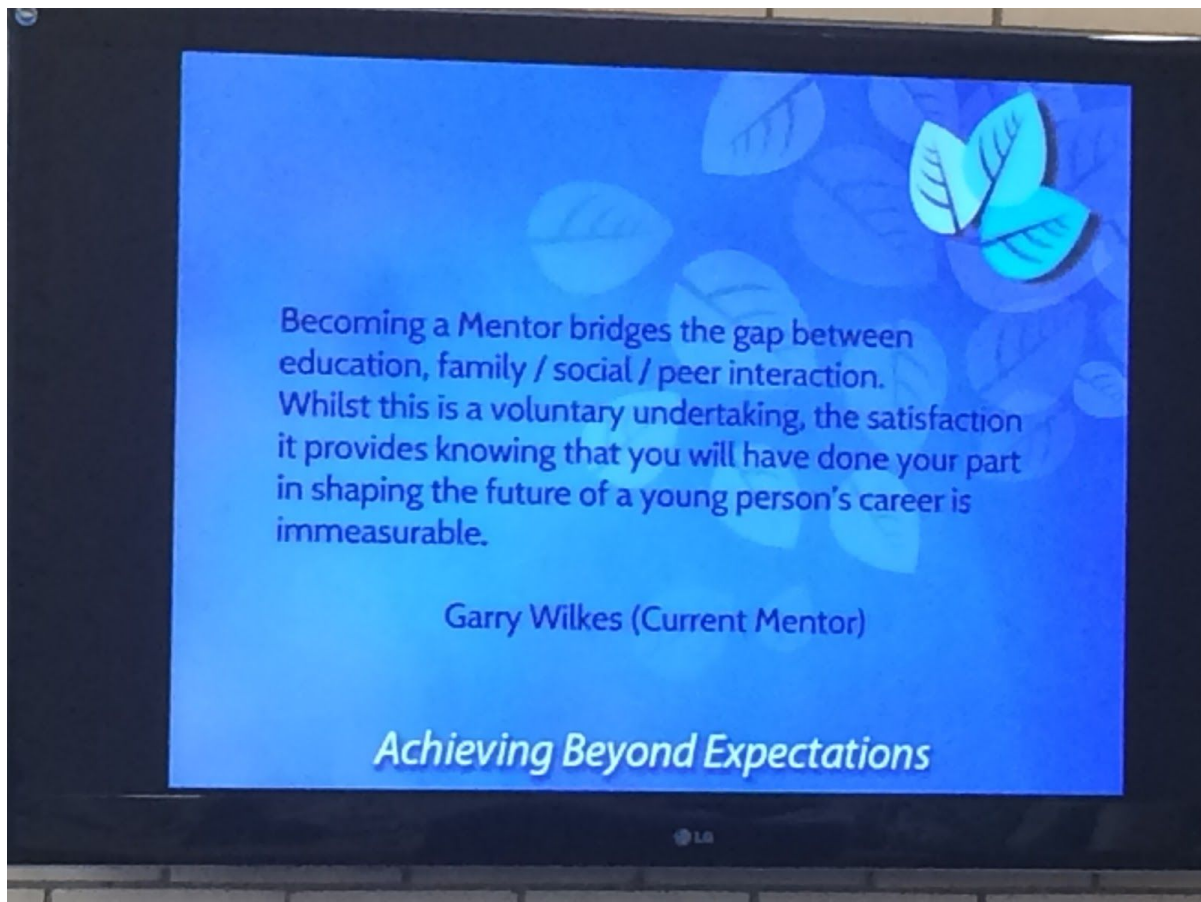 Becoming a Mentor bridges the gap between
education, family / social / peer interaction.
Whilst this is a voluntary undertaking, the satisfaction
it provides knowing that you will have done your part
in shaping the future of a young person's career is
immeasurable.
Garry Wilkes (Current Mentor)
Achieving Beyond Expectations
LG